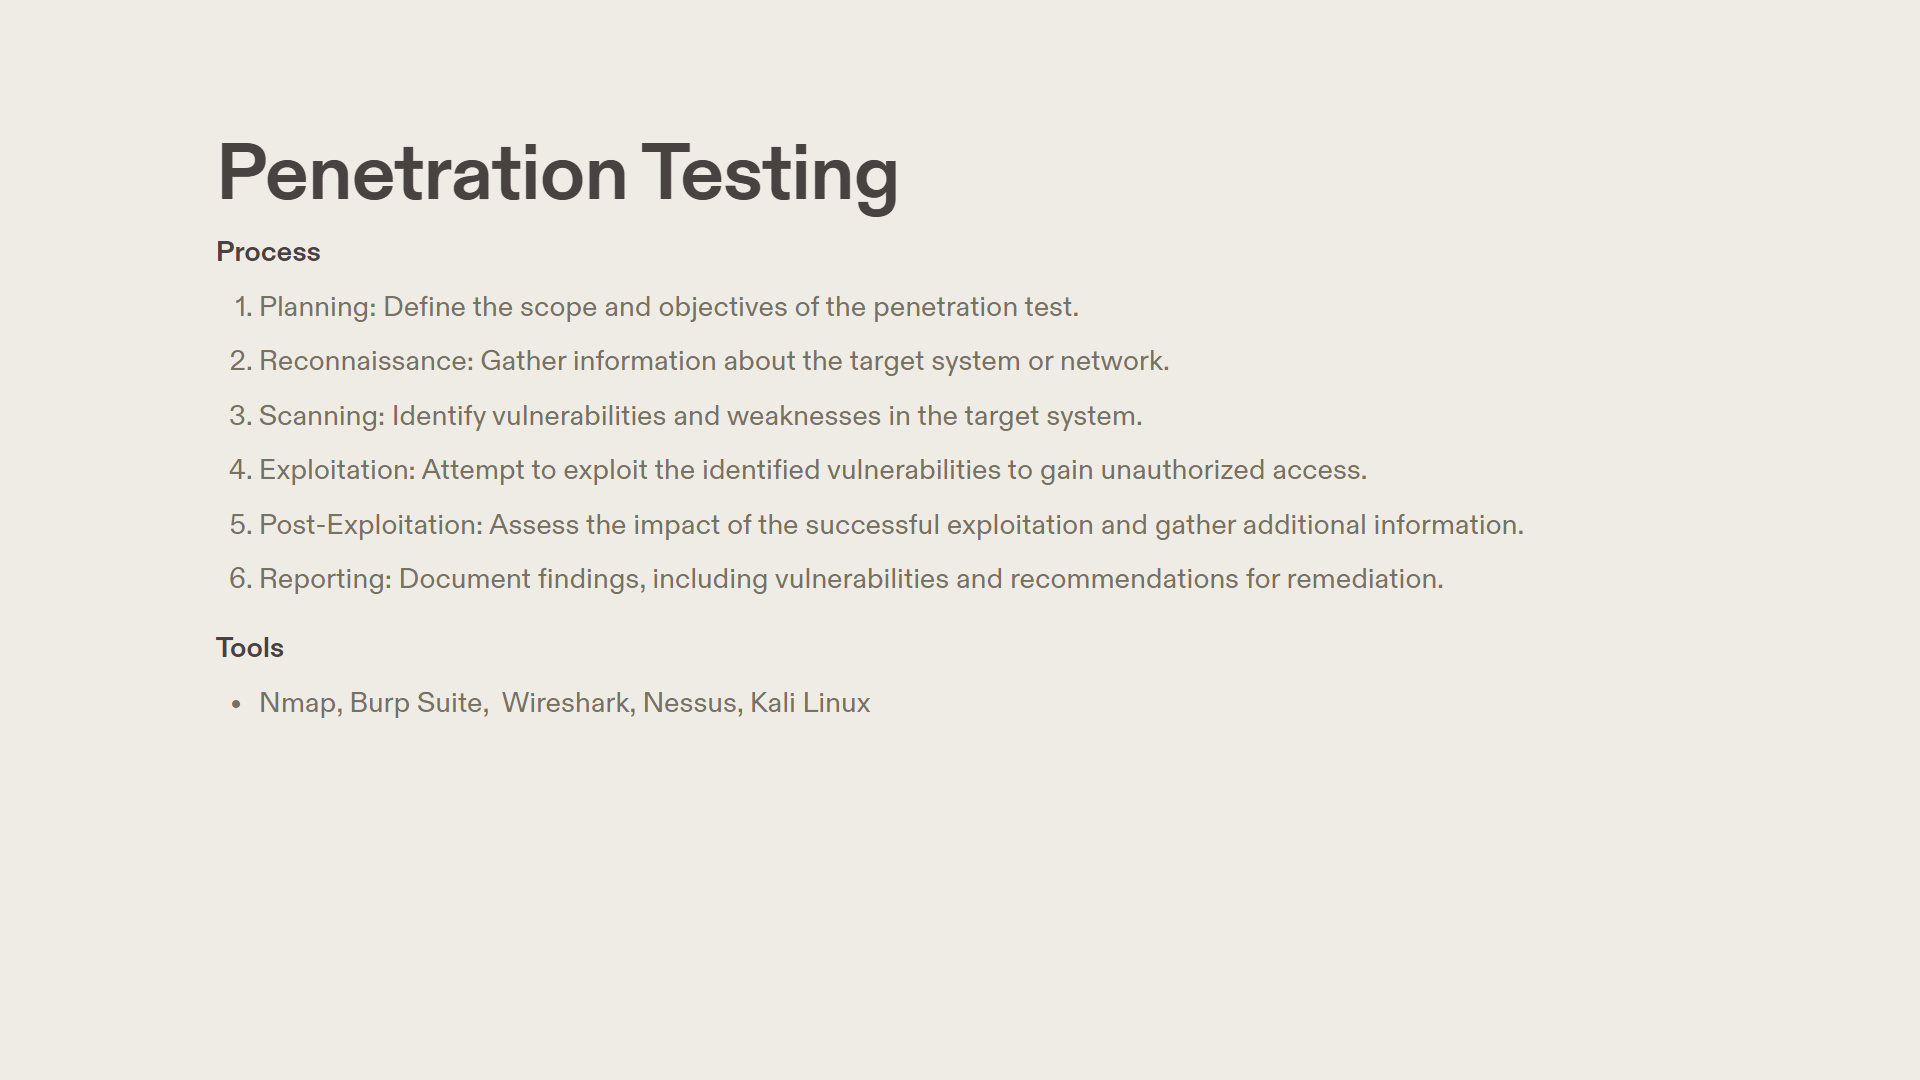 Penetration Testing
Process
1. Planning: Define the scope and objectives of the penetration test.
2. Reconnaissance: Gather information about the target system or network.
3. Scanning: Identify vulnerabilities and weaknesses in the target system.
4. Exploitation: Attempt to exploit the identified vulnerabilities to gain unauthorized access.
5. Post-Exploitation: Assess the impact of the successful exploitation and gather additional information.
6. Reporting: Document findings, including vulnerabilities and recommendations for remediation.
Tools
• Nmap, Burp Suite,  Wireshark, Nessus, Kali Linux